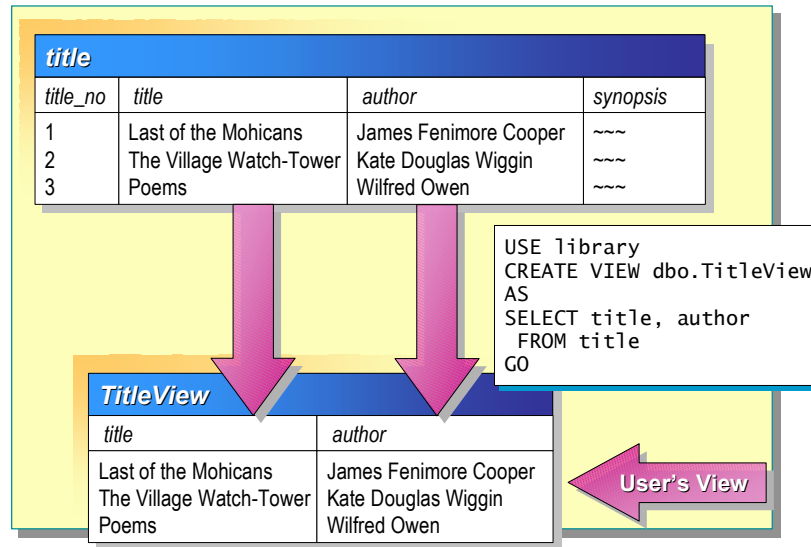 title
title_no title author synopsis
1 Last of the Mohicans James Fenimore Cooper ~~~
2 The Village Watch-Tower Kate Douglas Wiggin ~~~
3 Poems Wilfred Owen ~~~
USE library
CREATE VIEW dbo.TitleView
AS
SELECT title, author
FROM title
GO
TitleView
title author
Last of the Mohicans James Fenimore Cooper
The Village Watch-Tower Kate Douglas Wiggin
Poems Wilfred Owen
User's View